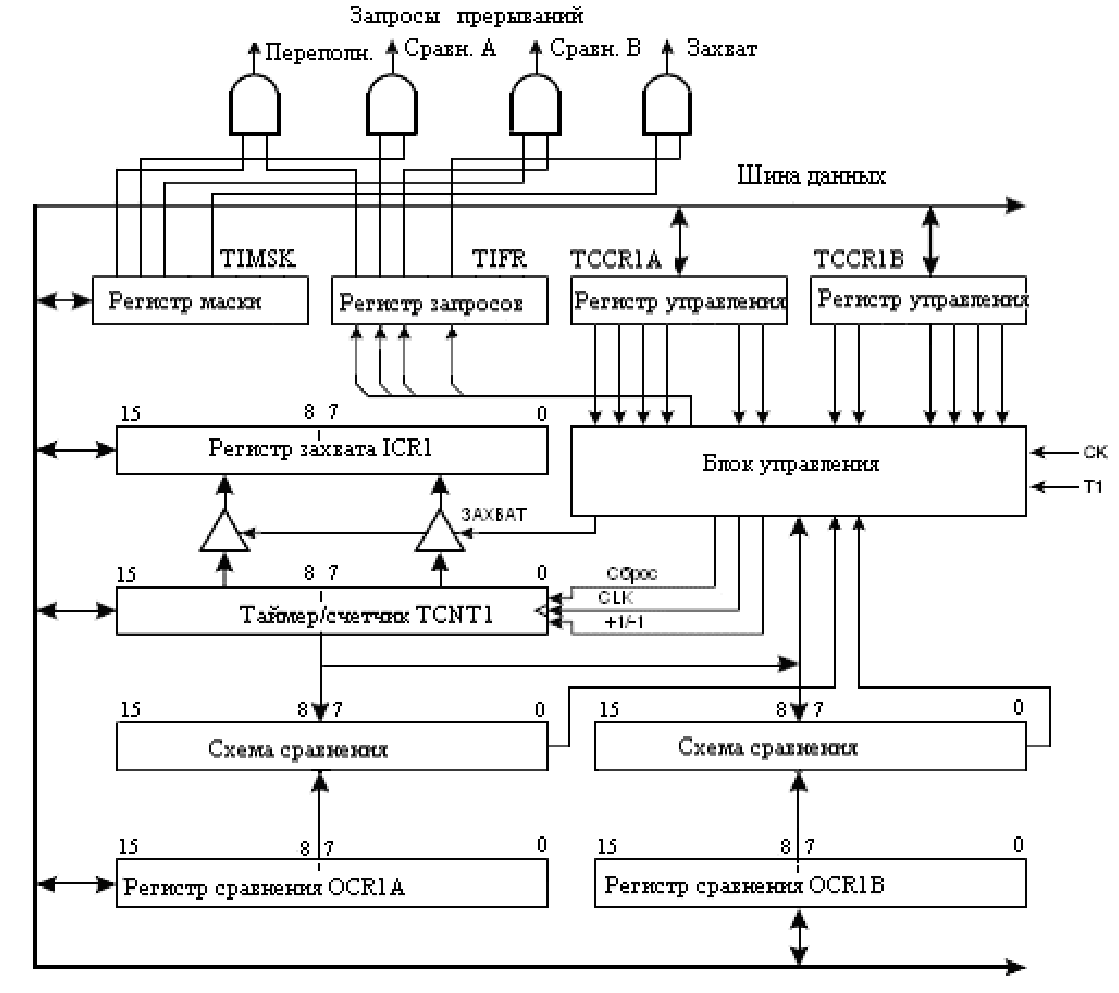 Запросы прерываний
Переполн. Сравн. А Сравн. В Захват
Шина данных
TIMSK TIFR TCCR1A TCCR1B
Регистр маски Регистр запросов Регистр управления Регистр управления
15 8 7 0
Регистр захвата ICR1
Блок управления
СК
Т1
ЗАХВАТ
15 8 7 0
Таймер/счетчик TCNT1
Сброс
CLK
+1/-1
15 8 7 0 15 8 7 0
Схема сравнения Схема сравнения
15 8 7 0 15 8 7 0
Регистр сравнения OCR1A Регистр сравнения OCR1B